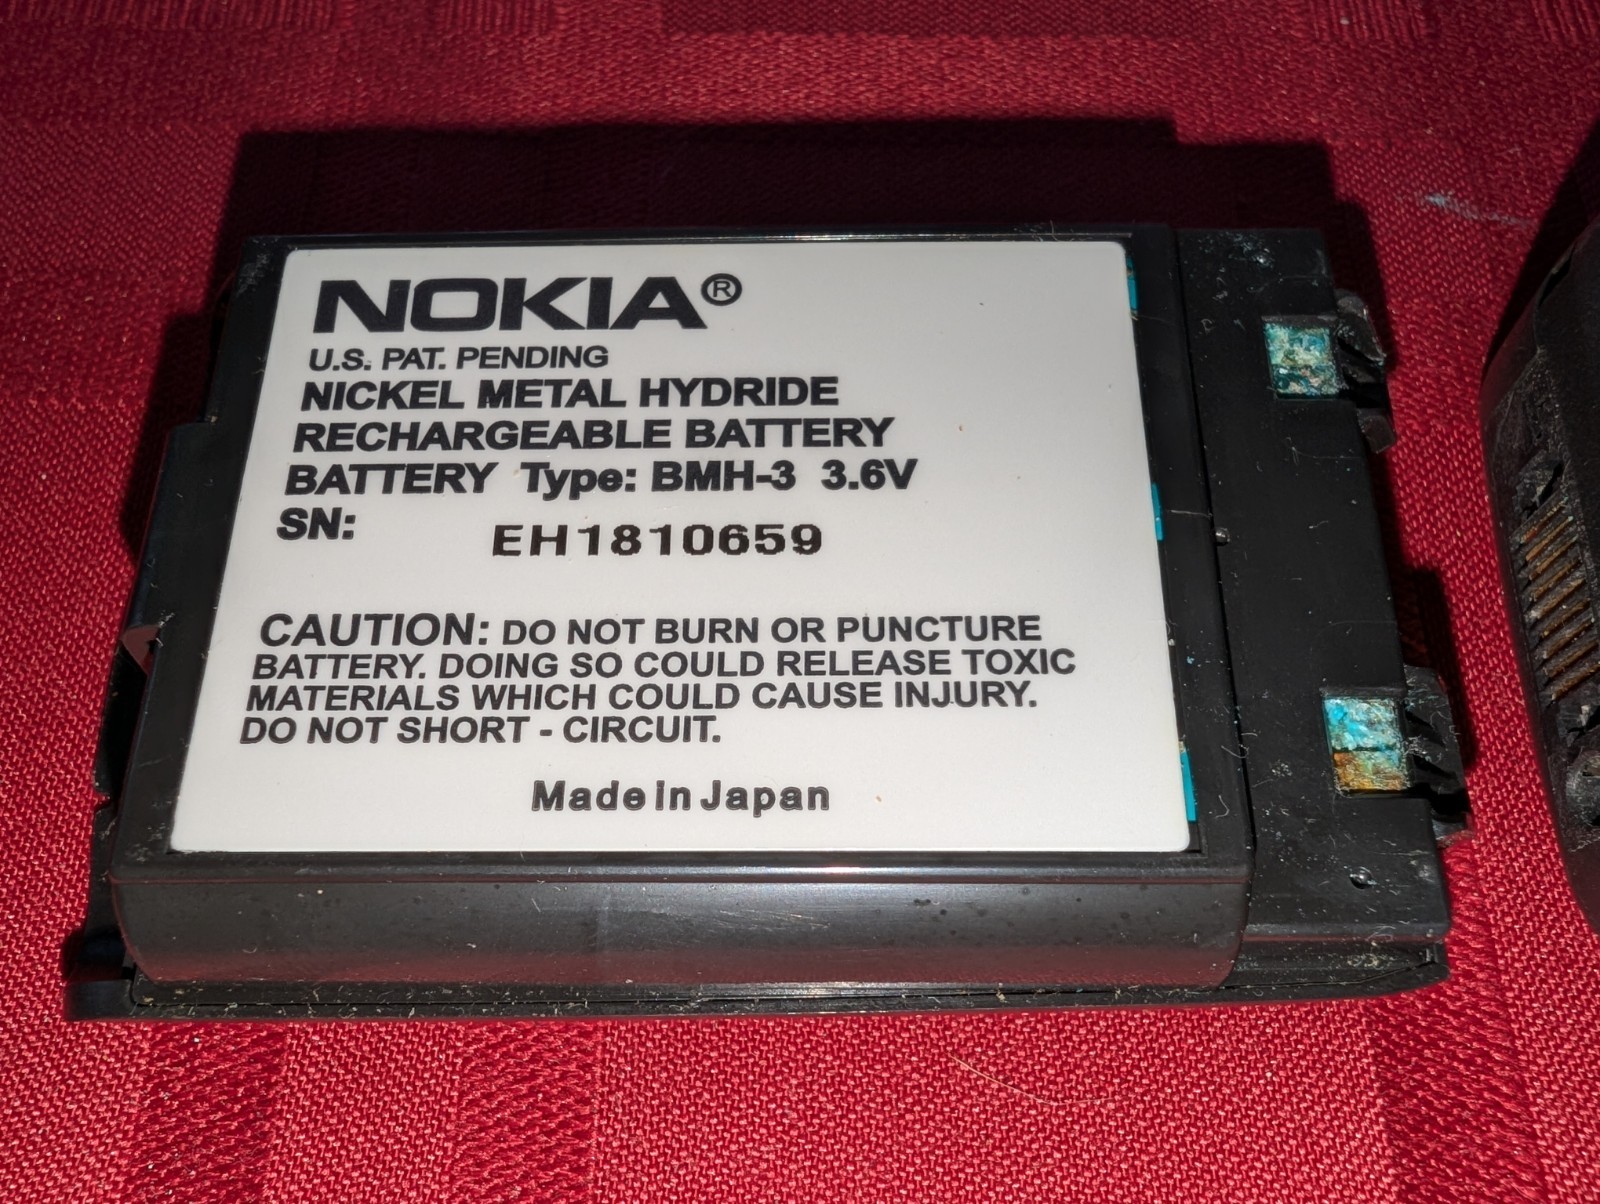 NOKIA®
U.S. PAT. PENDING
NICKEL METAL HYDRIDE
RECHARGEABLE BATTERY
BATTERY Type: BMH-3 3.6V
SN: EH1810659
CAUTION: DO NOT BURN OR PUNCTURE
BATTERY. DOING SO COULD RELEASE TOXIC
MATERIALS WHICH COULD CAUSE INJURY.
DO NOT SHORT - CIRCUIT.
Made in Japan